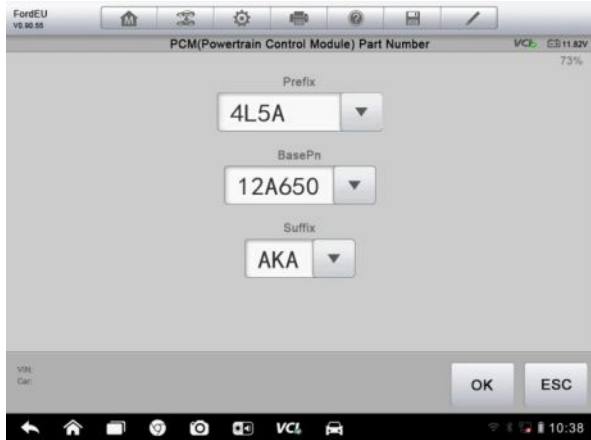 FordEU
V0.90.55
PCM(Powertrain Control Module) Part Number
VCI 11.82V
73%
Prefix
4L5A
BasePn
12A650
Suffix
AKA
VIN:
Car:
OK
ESC
VCI
10:38